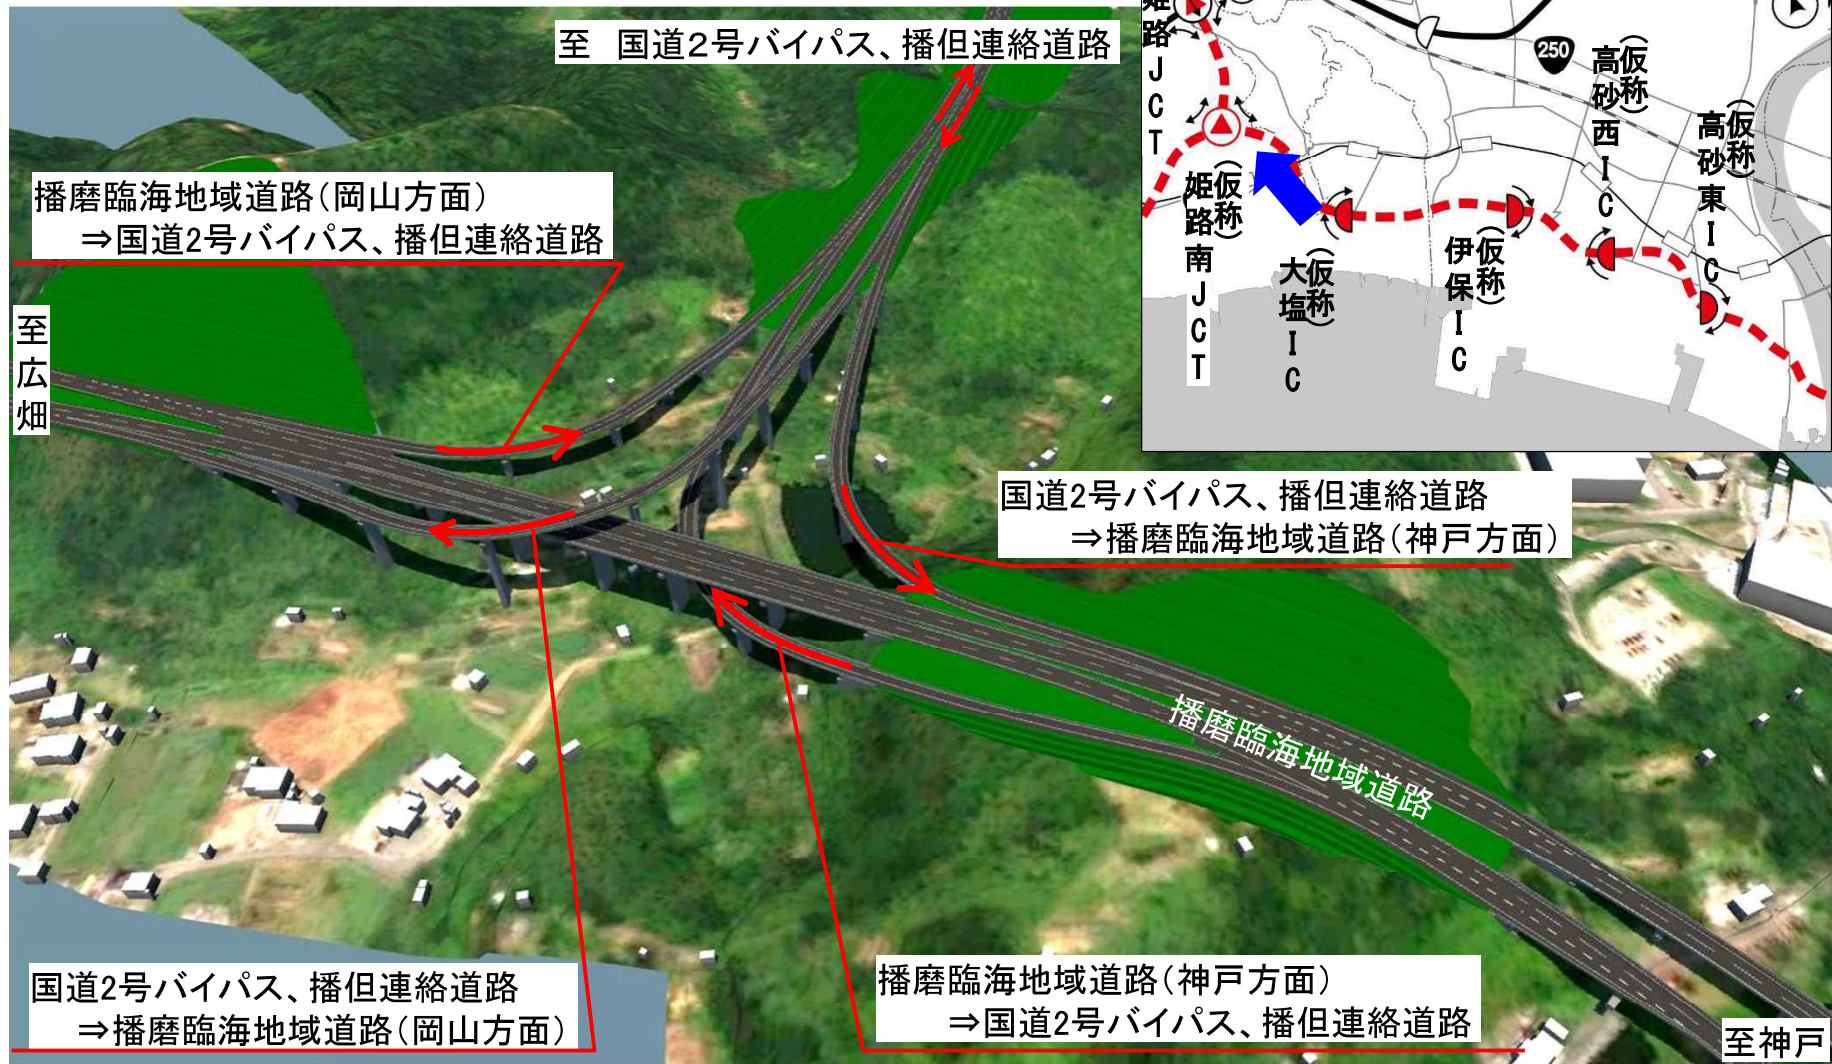 至 国道2号バイパス、播但連絡道路
播磨臨海地域道路(岡山方面)
⇒国道2号バイパス、播但連絡道路
至広畑
国道2号バイパス、播但連絡道路
⇒播磨臨海地域道路(神戸方面)
播磨臨海地域道路
国道2号バイパス、播但連絡道路
⇒播磨臨海地域道路(岡山方面)
播磨臨海地域道路(神戸方面)
⇒国道2号バイパス、播但連絡道路
至神戸
路JCT
(仮称)
姫路南JCT
(仮称)
大塩IC
(仮称)
伊保IC
250
(仮称)
高砂西IC
(仮称)
高砂東IC